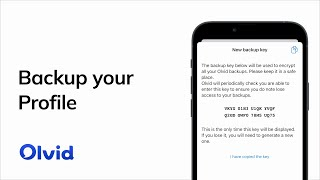 Backup your
Profile
Olvid
New backup key
The backup key below will be used to encrypt
all your Olvid backups. Please keep it in a safe
place.
Olvid will periodically check you are able to
enter this key to ensure you do not lose
access to your backups.
This is the only time this key will be displayed.
If you lose it, you will need to generate a new
one.
I have copied the key